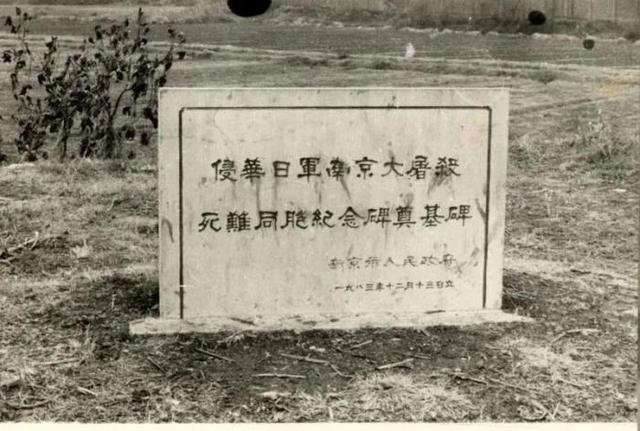 侵華日軍南京大屠殺
死難同胞紀念碑奠基碑
南京市人民政府
一九八三年十二月十三日立